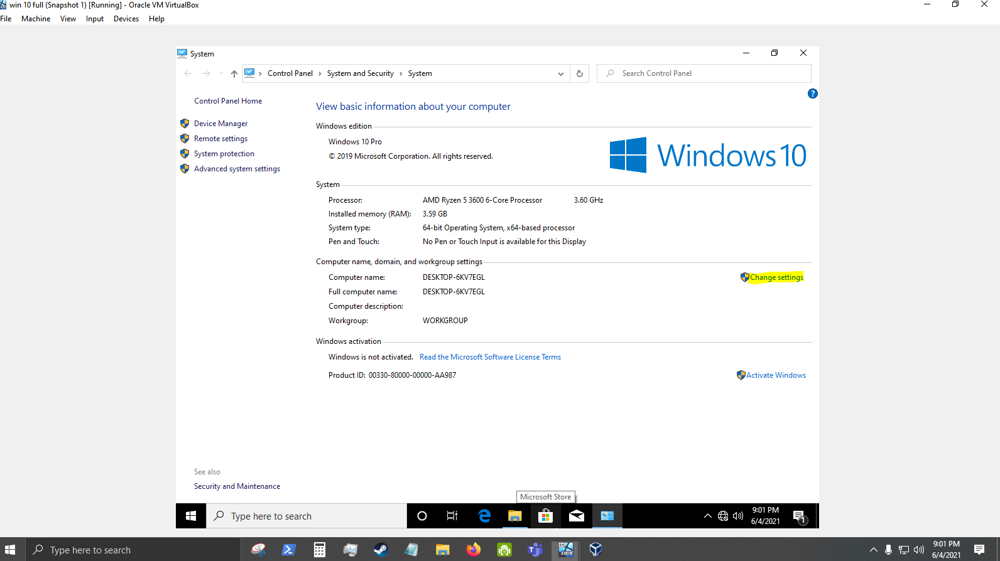 win 10 full (Snapshot 1) [Running] - Oracle VM VirtualBox
File Machine View Input Devices Help
System
Control Panel › System and Security › System
Search Control Panel
?
Control Panel Home
Device Manager
Remote settings
System protection
Advanced system settings
View basic information about your computer
Windows edition
Windows 10 Pro
© 2019 Microsoft Corporation. All rights reserved.
Windows 10
System
Processor: AMD Ryzen 5 3600 6-Core Processor 3.60 GHz
Installed memory (RAM): 3.59 GB
System type: 64-bit Operating System, x64-based processor
Pen and Touch: No Pen or Touch Input is available for this Display
Computer name, domain, and workgroup settings
Computer name: DESKTOP-6KV7EGL
Change settings
Full computer name: DESKTOP-6KV7EGL
Computer description:
Workgroup: WORKGROUP
Windows activation
Windows is not activated. Read the Microsoft Software License Terms
Product ID: 00330-80000-00000-AA987
Activate Windows
See also
Security and Maintenance
Microsoft Store
Type here to search
9:01 PM
6/4/2021
1
Type here to search
64
2008
9:01 PM
6/4/2021